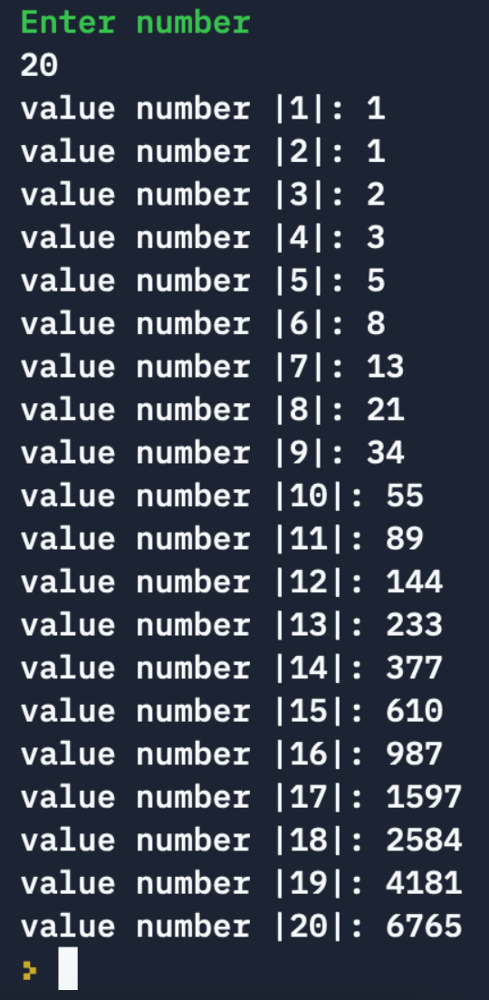 Enter number
20
value number |1|: 1
value number |2|: 1
value number |3|: 2
value number |4|: 3
value number |5|: 5
value number |6|: 8
value number |7|: 13
value number |8|: 21
value number |9|: 34
value number |10|: 55
value number |11|: 89
value number |12|: 144
value number |13|: 233
value number |14|: 377
value number |15|: 610
value number |16|: 987
value number |17|: 1597
value number |18|: 2584
value number |19|: 4181
value number |20|: 6765